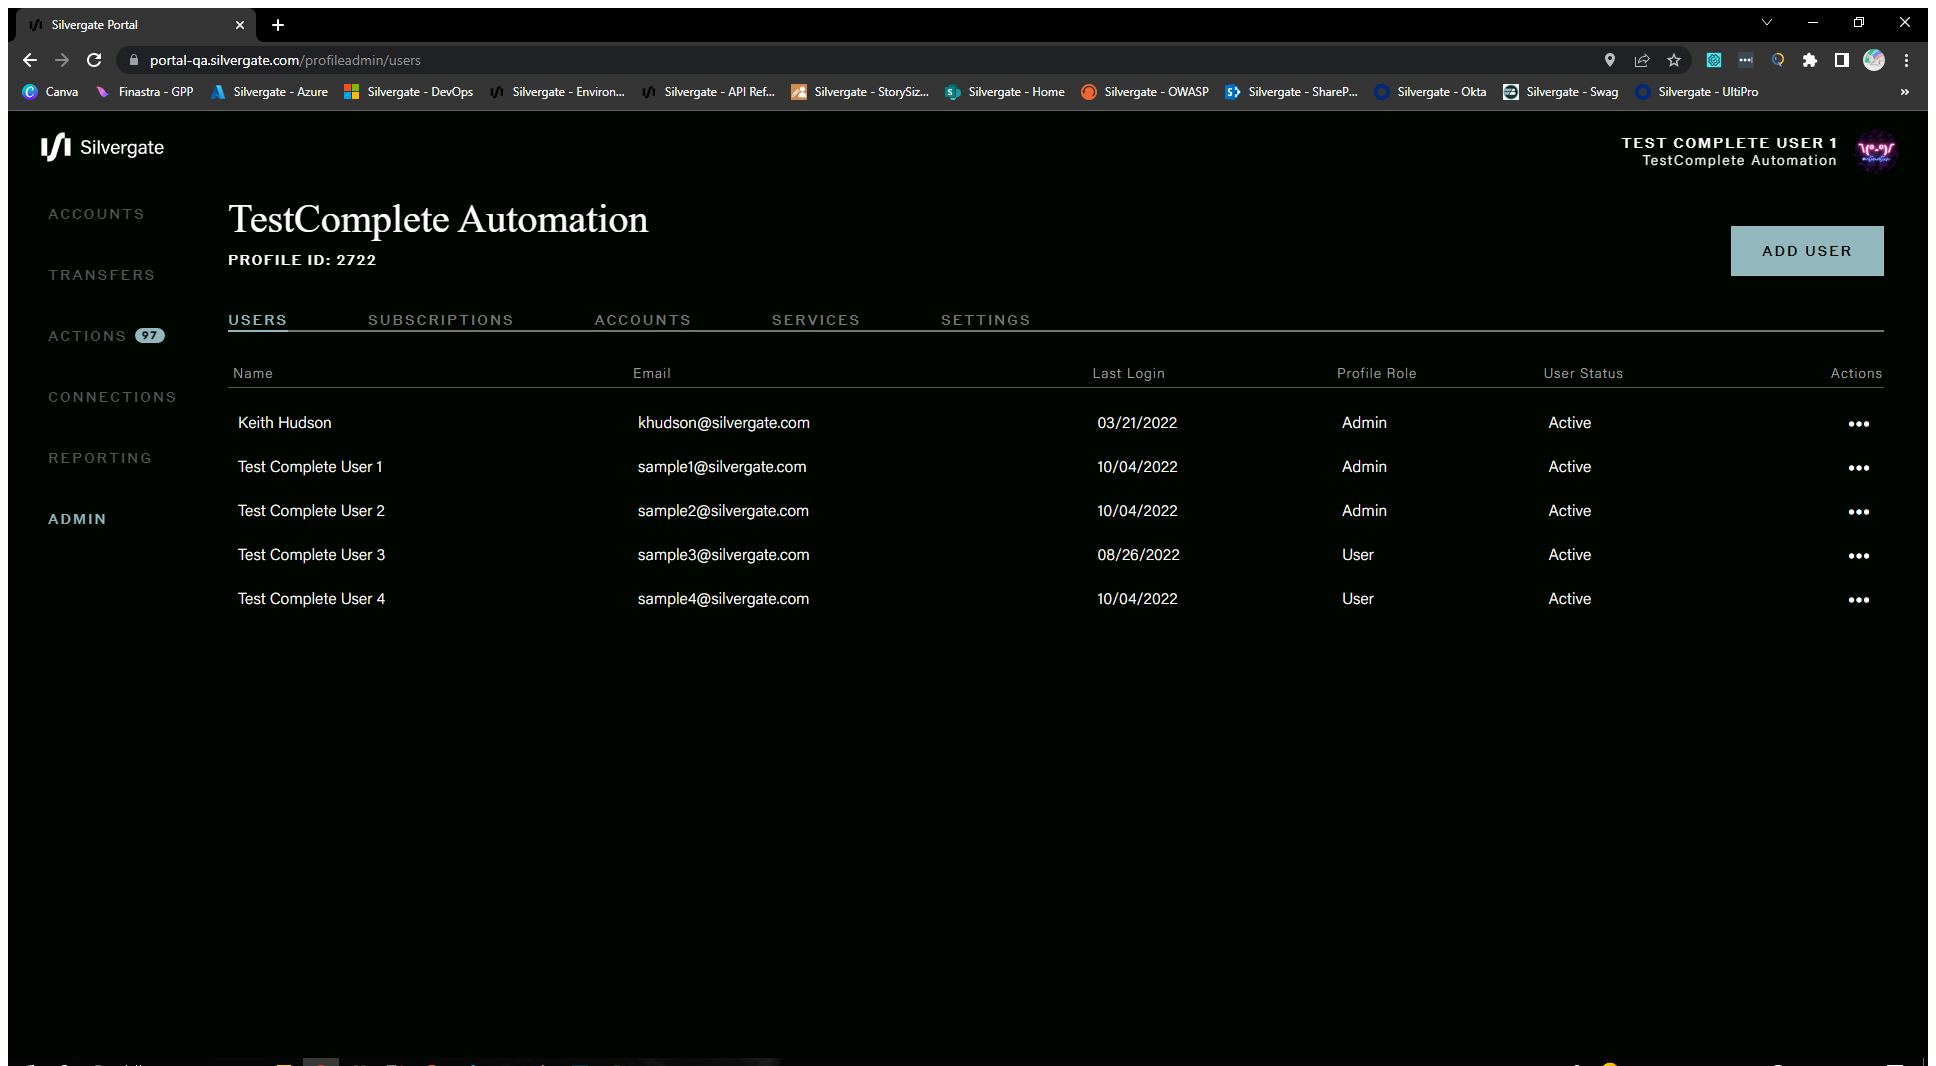 Silvergate Portal
portal-qa.silvergate.com/profileadmin/users
Canva Finastra - GPP Silvergate - Azure Silvergate - DevOps Silvergate - Environ... Silvergate - API Ref... Silvergate - StorySiz... Silvergate - Home Silvergate - OWASP Silvergate - ShareP... Silvergate - Okta Silvergate - Swag Silvergate - UltiPro »
Silvergate
TEST COMPLETE USER 1
TestComplete Automation
ACCOUNTS
TRANSFERS
ACTIONS 97
CONNECTIONS
REPORTING
ADMIN
TestComplete Automation
PROFILE ID: 2722
ADD USER
USERS SUBSCRIPTIONS ACCOUNTS SERVICES SETTINGS
Name Email Last Login Profile Role User Status Actions
Keith Hudson khudson@silvergate.com 03/21/2022 Admin Active
Test Complete User 1 sample1@silvergate.com 10/04/2022 Admin Active
Test Complete User 2 sample2@silvergate.com 10/04/2022 Admin Active
Test Complete User 3 sample3@silvergate.com 08/26/2022 User Active
Test Complete User 4 sample4@silvergate.com 10/04/2022 User Active